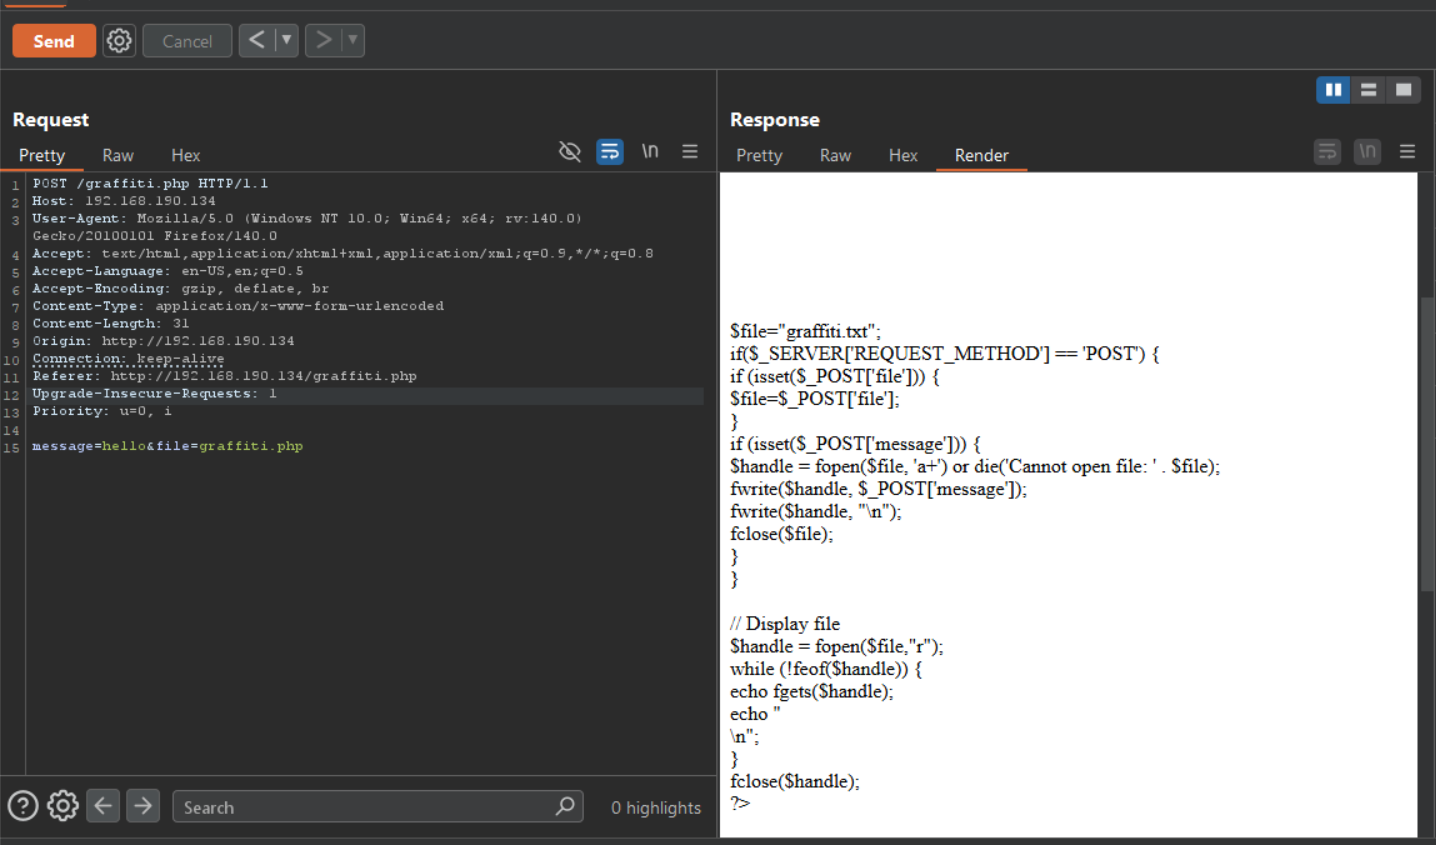 Send Cancel < ▼ > ▼
Request
Pretty Raw Hex \n
1 POST /graffiti.php HTTP/1.1
2 Host: 192.168.190.134
3 User-Agent: Mozilla/5.0 (Windows NT 10.0; Win64; x64; rv:140.0)
Gecko/20100101 Firefox/140.0
4 Accept: text/html,application/xhtml+xml,application/xml;q=0.9,*/*;q=0.8
5 Accept-Language: en-US,en;q=0.5
6 Accept-Encoding: gzip, deflate, br
7 Content-Type: application/x-www-form-urlencoded
8 Content-Length: 31
9 Origin: http://192.168.190.134
10 Connection: keep-alive
11 Referer: http://192.168.190.134/graffiti.php
12 Upgrade-Insecure-Requests: 1
13 Priority: u=0, i
14
15 message=hello&file=graffiti.php
Search 0 highlights
Response
Pretty Raw Hex Render \n
$file="graffiti.txt";
if($_SERVER['REQUEST_METHOD'] == 'POST') {
if (isset($_POST['file'])) {
$file=$_POST['file'];
}
if (isset($_POST['message'])) {
$handle = fopen($file, 'a+') or die('Cannot open file: ' . $file);
fwrite($handle, $_POST['message']);
fwrite($handle, "\n");
fclose($file);
}
}
// Display file
$handle = fopen($file,"r");
while (!feof($handle)) {
echo fgets($handle);
echo "
\n";
}
fclose($handle);
?>